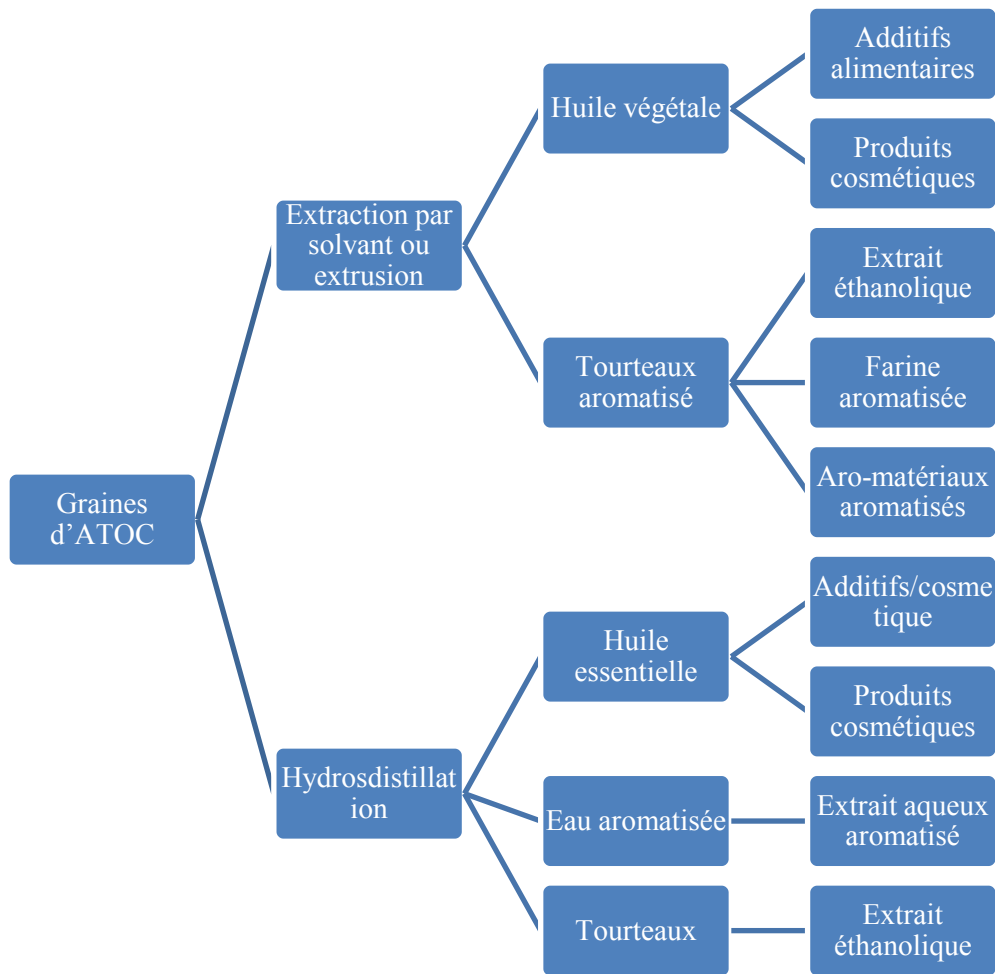 Graines
d’ATOC
Extraction par
solvant ou
extrusion
Huile végétale
Additifs
alimentaires
Produits
cosmétiques
Tourteaux
aromatisé
Extrait
éthanolique
Farine
aromatisée
Aro-matériaux
aromatisés
Hydrosdistillat
ion
Huile
essentielle
Additifs/cosme
tique
Produits
cosmétiques
Eau aromatisée
Extrait aqueux
aromatisé
Tourteaux
Extrait
éthanolique